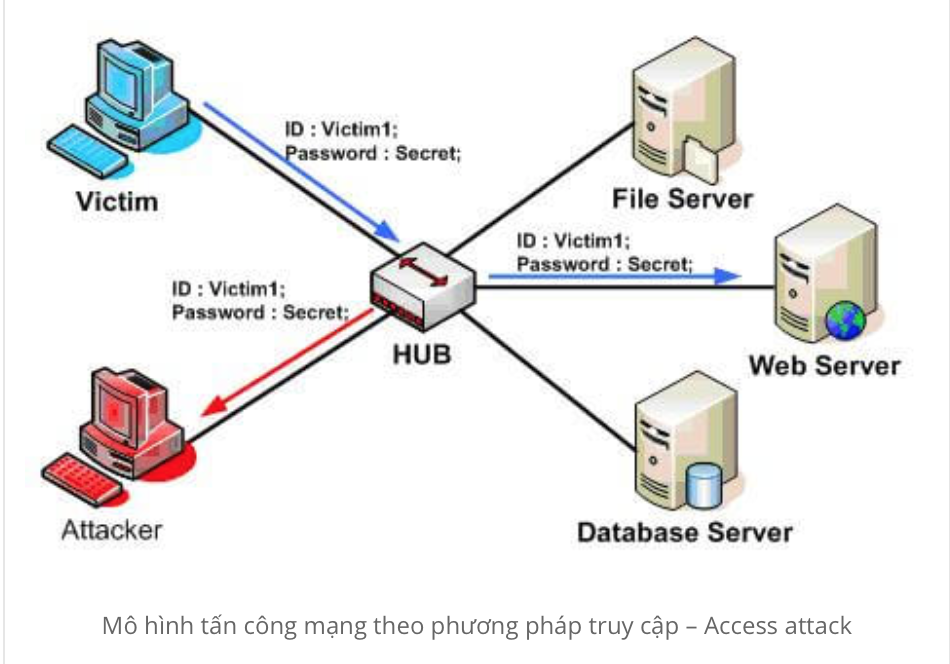 ID : Victim1;
Password : Secret;
Victim
File Server
ID : Victim1;
Password : Secret;
ID : Victim1;
Password : Secret;
HUB
Web Server
Attacker
Database Server
Mô hình tấn công mạng theo phương pháp truy cập – Access attack